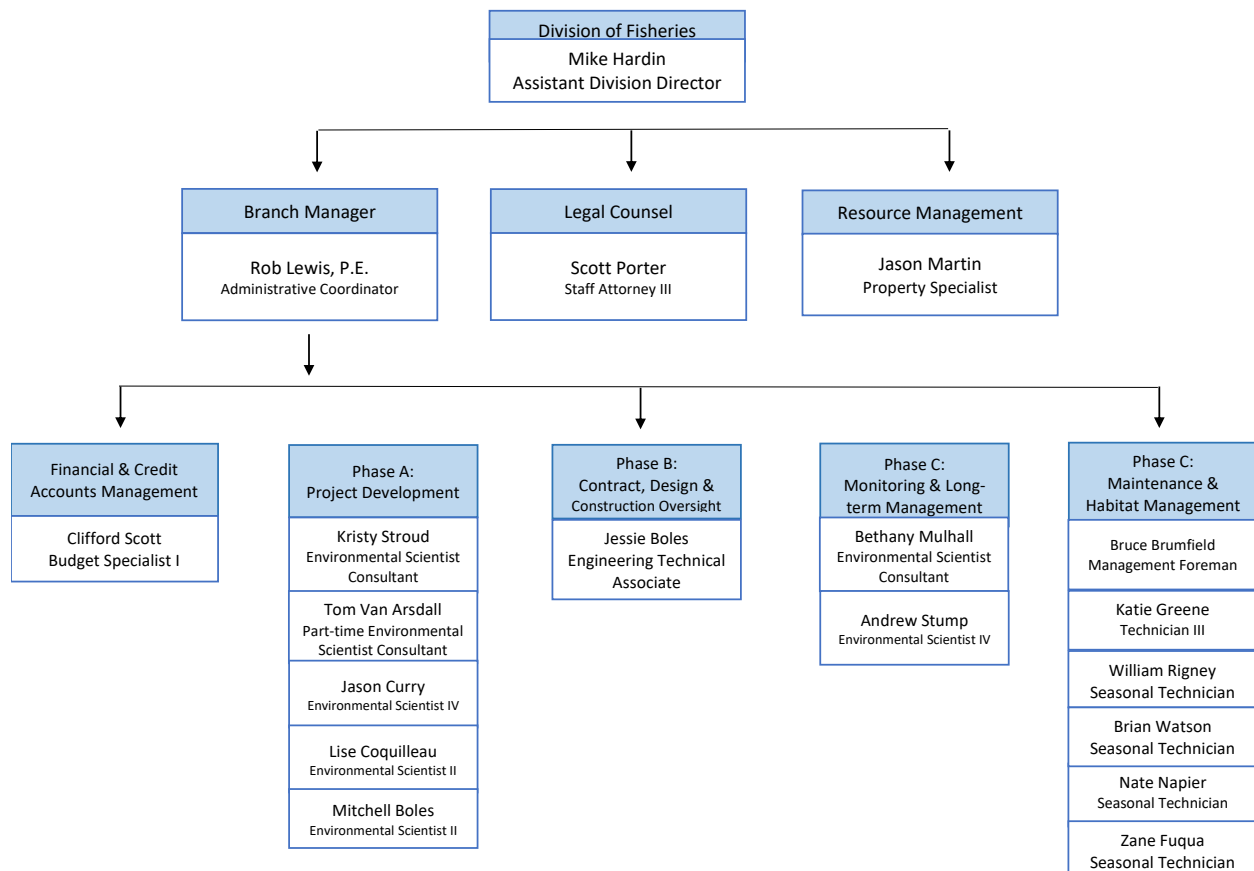 Division of Fisheries
Mike Hardin
Assistant Division Director
Branch Manager
Rob Lewis, P.E.
Administrative Coordinator
Legal Counsel
Scott Porter
Staff Attorney III
Resource Management
Jason Martin
Property Specialist
Financial & Credit
Accounts Management
Clifford Scott
Budget Specialist I
Phase A:
Project Development
Kristy Stroud
Environmental Scientist
Consultant
Tom Van Arsdall
Part-time Environmental
Scientist Consultant
Jason Curry
Environmental Scientist IV
Lise Coquilleau
Environmental Scientist II
Mitchell Boles
Environmental Scientist II
Phase B:
Contract, Design &
Construction Oversight
Jessie Boles
Engineering Technical
Associate
Phase C:
Monitoring & Long-
term Management
Bethany Mulhall
Environmental Scientist
Consultant
Andrew Stump
Environmental Scientist IV
Phase C:
Maintenance &
Habitat Management
Bruce Brumfield
Management Foreman
Katie Greene
Technician III
William Rigney
Seasonal Technician
Brian Watson
Seasonal Technician
Nate Napier
Seasonal Technician
Zane Fuqua
Seasonal Technician